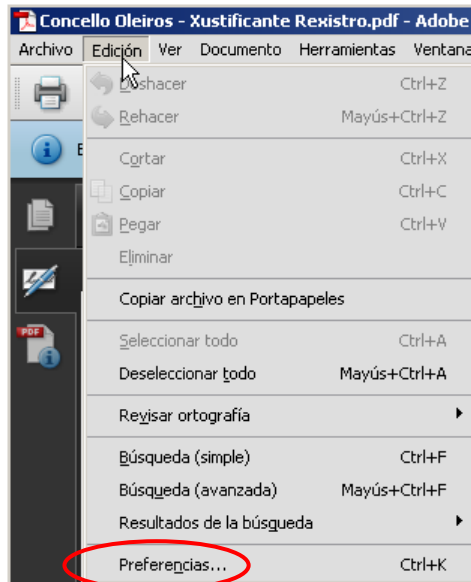 Concello Oleiros - Xustificante Rexistro.pdf - Adobe
Archivo Edición Ver Documento Herramientas Ventana
Deshacer Ctrl+Z
Rehacer Mayús+Ctrl+Z
Cortar Ctrl+X
Copiar Ctrl+C
Pegar Ctrl+V
Eliminar
Copiar archivo en Portapapeles
Seleccionar todo Ctrl+A
Deseleccionar todo Mayús+Ctrl+A
Revisar ortografía
Búsqueda (simple) Ctrl+F
Búsqueda (avanzada) Mayús+Ctrl+F
Resultados de la búsqueda
Preferencias... Ctrl+K
PDF